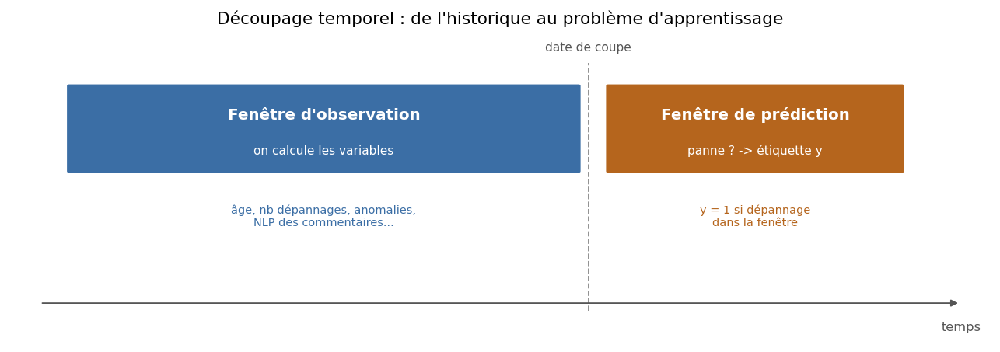 Découpage temporel : de l'historique au problème d'apprentissage
date de coupe
Fenêtre d'observation
on calcule les variables
Fenêtre de prédiction
panne ? -> étiquette y
âge, nb dépannages, anomalies,
NLP des commentaires...
y = 1 si dépannage
dans la fenêtre
temps